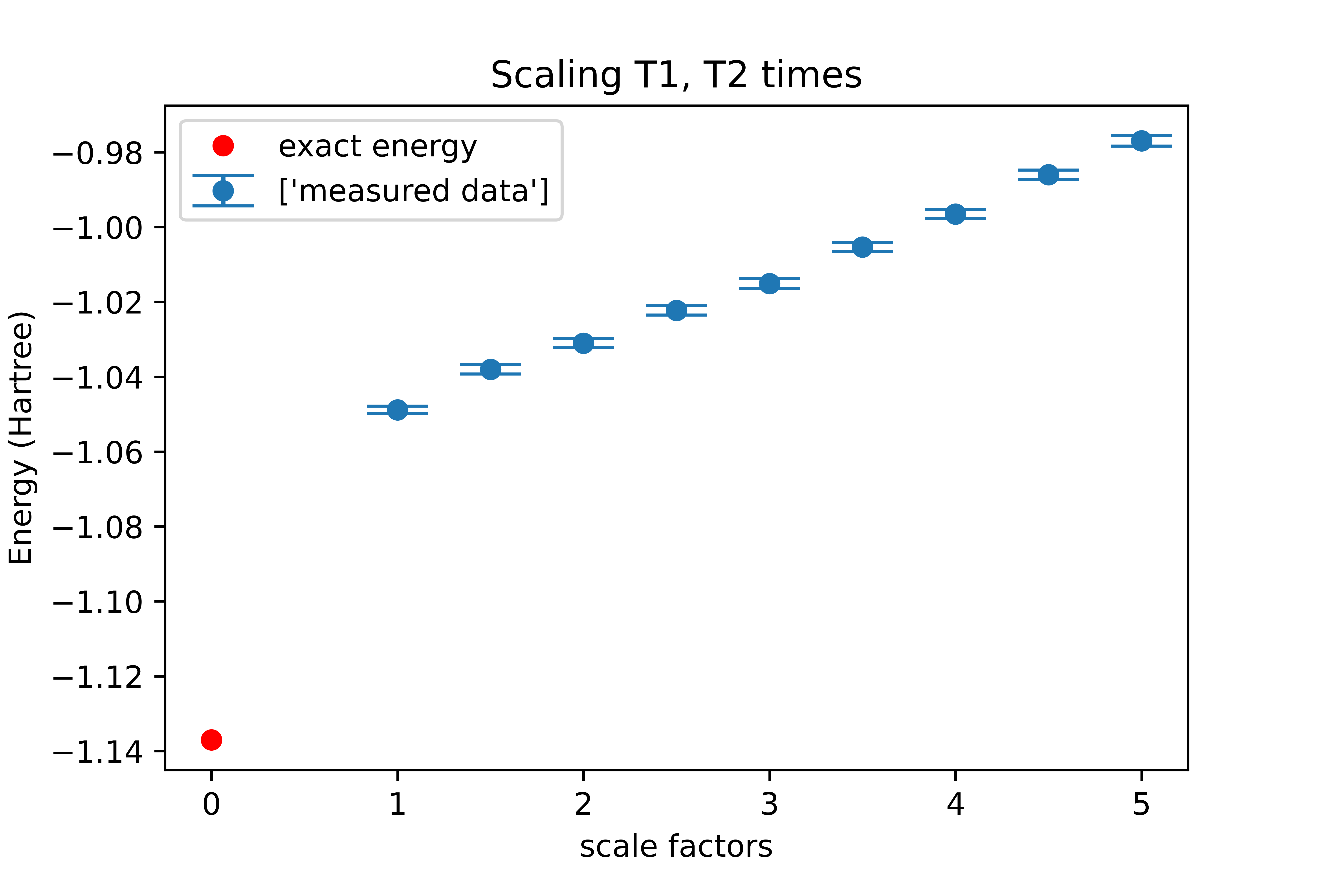 Scaling T1, T2 times
exact energy
['measured data']
Energy (Hartree)
−0.98
−1.00
−1.02
−1.04
−1.06
−1.08
−1.10
−1.12
−1.14
0 1 2 3 4 5
scale factors